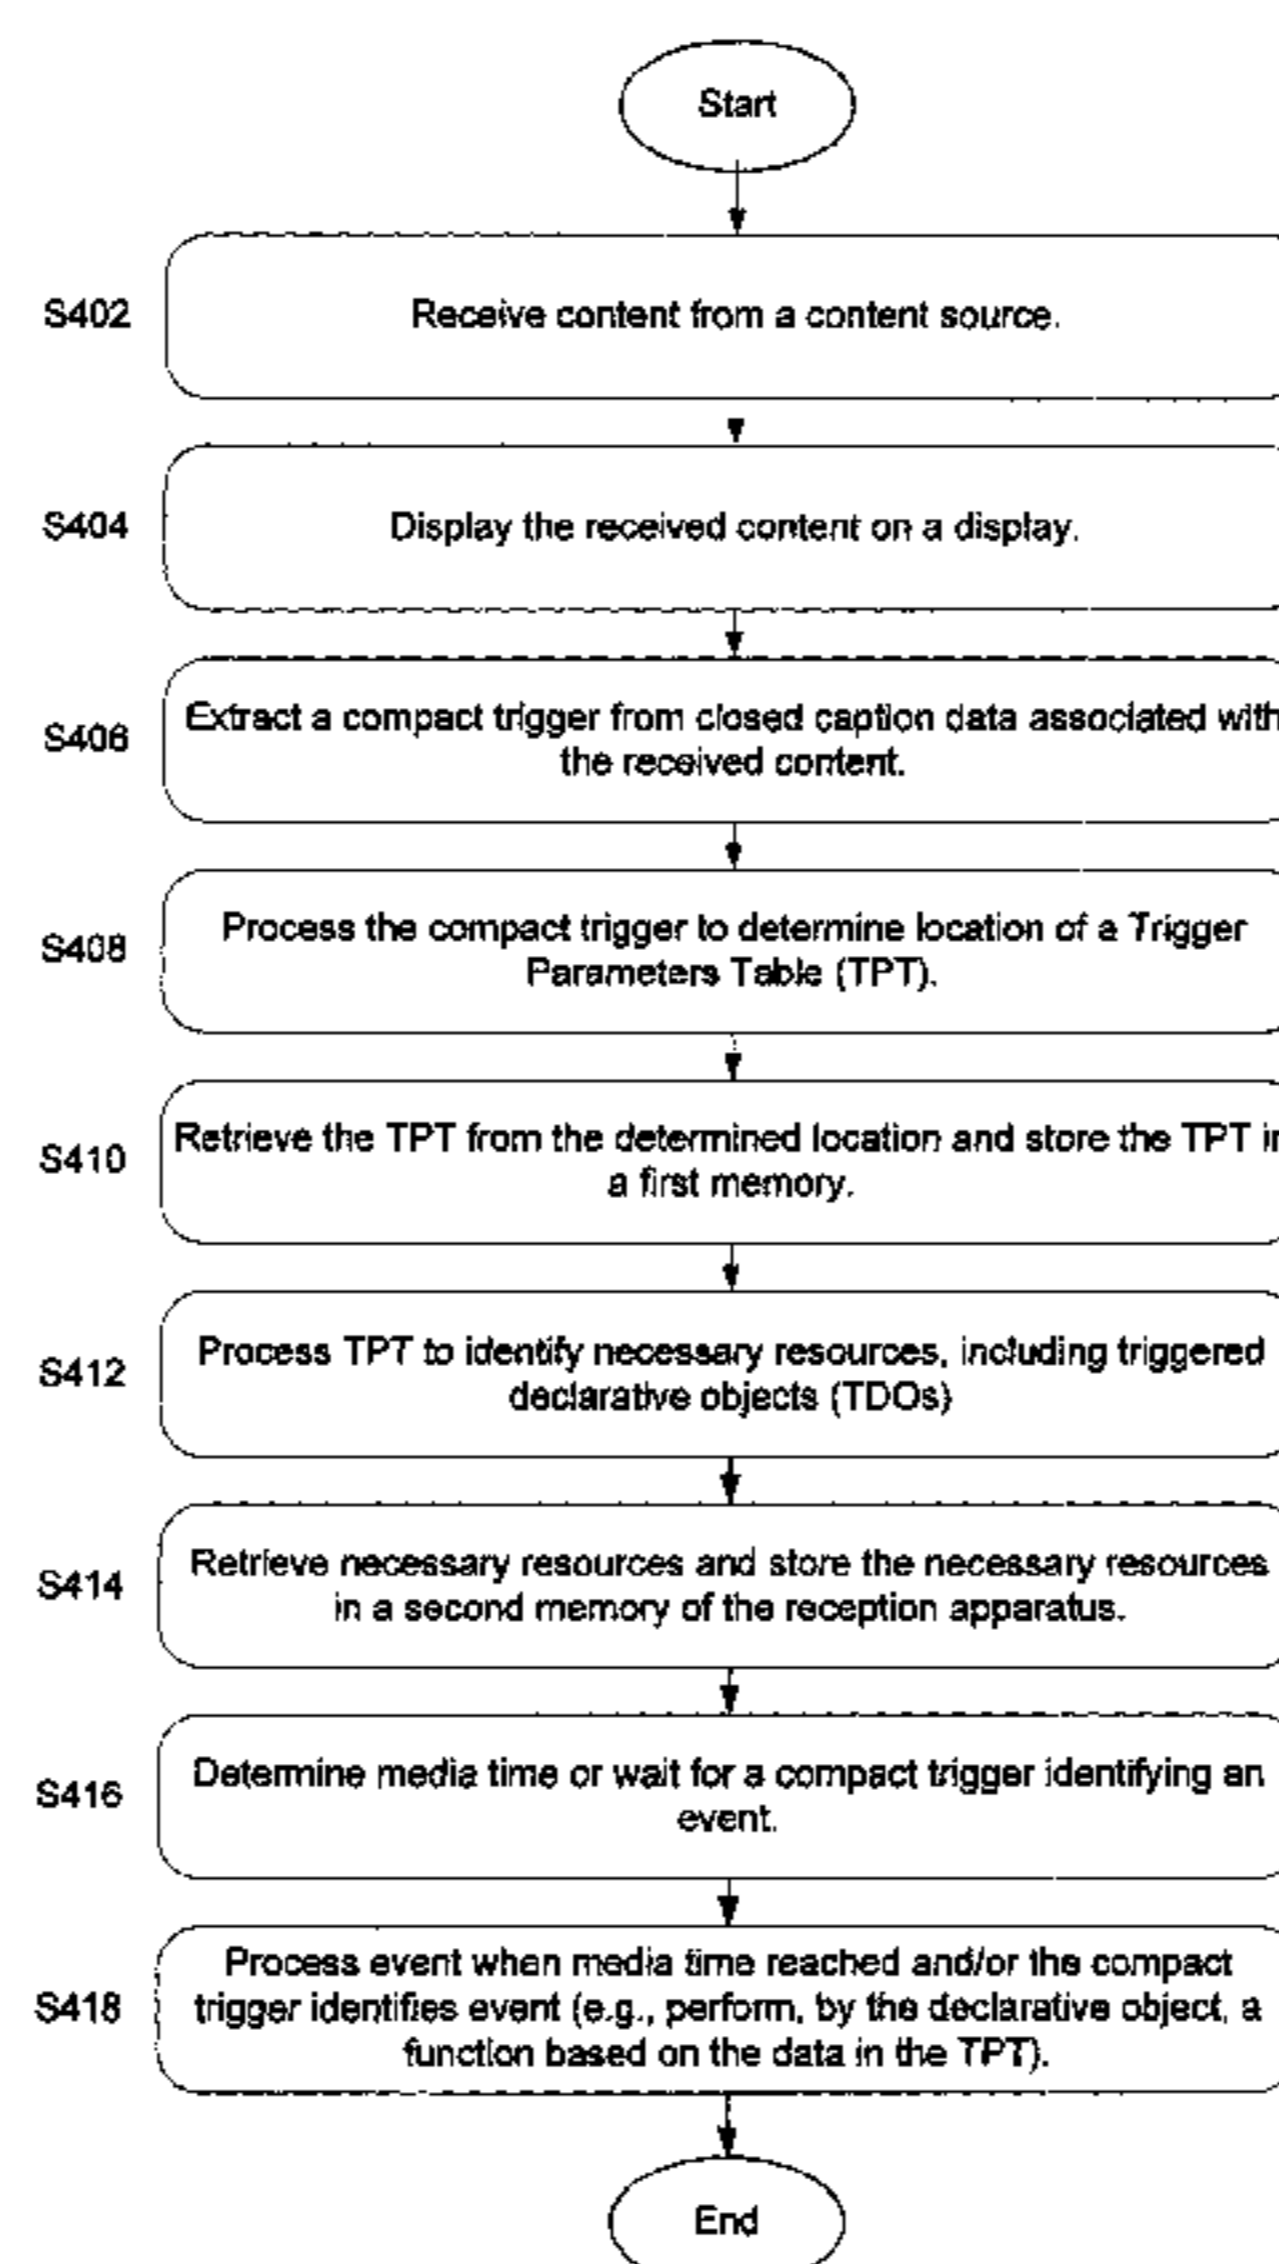 Start
S402
Receive content from a content source.
S404
Display the received content on a display.
S406
Extract a compact trigger from closed caption data associated with
the received content.
S408
Process the compact trigger to determine location of a Trigger
Parameters Table (TPT).
S410
Retrieve the TPT from the determined location and store the TPT in
a first memory.
S412
Process TPT to identify necessary resources, including triggered
declarative objects (TDOs)
S414
Retrieve necessary resources and store the necessary resources
in a second memory of the reception apparatus.
S416
Determine media time or wait for a compact trigger identifying an
event.
S418
Process event when media time reached and/or the compact
trigger identifies event (e.g., perform, by the declarative object, a
function based on the data in the TPT).
End